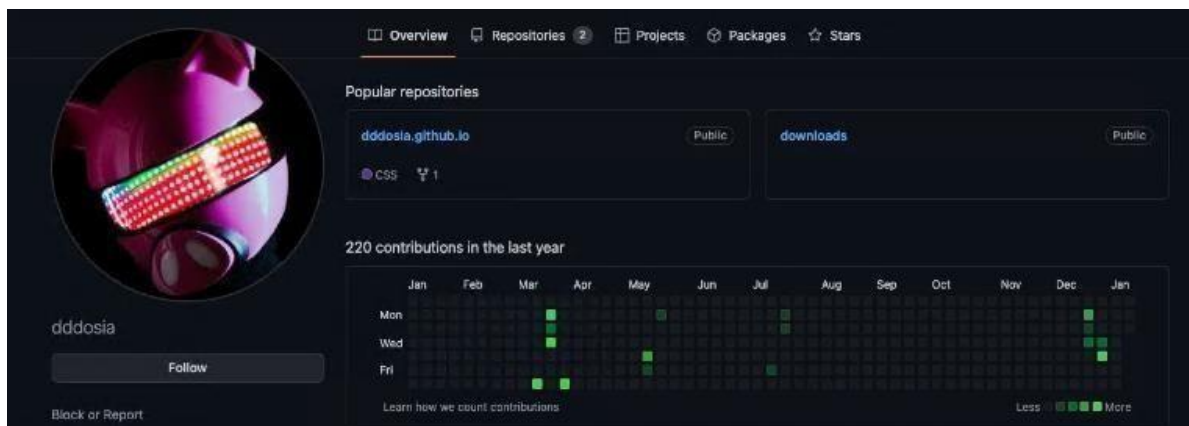 Overview Repositories 2 Projects Packages Stars
Popular repositories
dddosia.github.io Public
CSS 1
downloads Public
220 contributions in the last year
Jan Feb Mar Apr May Jun Jul Aug Sep Oct Nov Dec Jan
Mon
Wed
Fri
Learn how we count contributions
Less More
dddosia
Follow
Block or Report